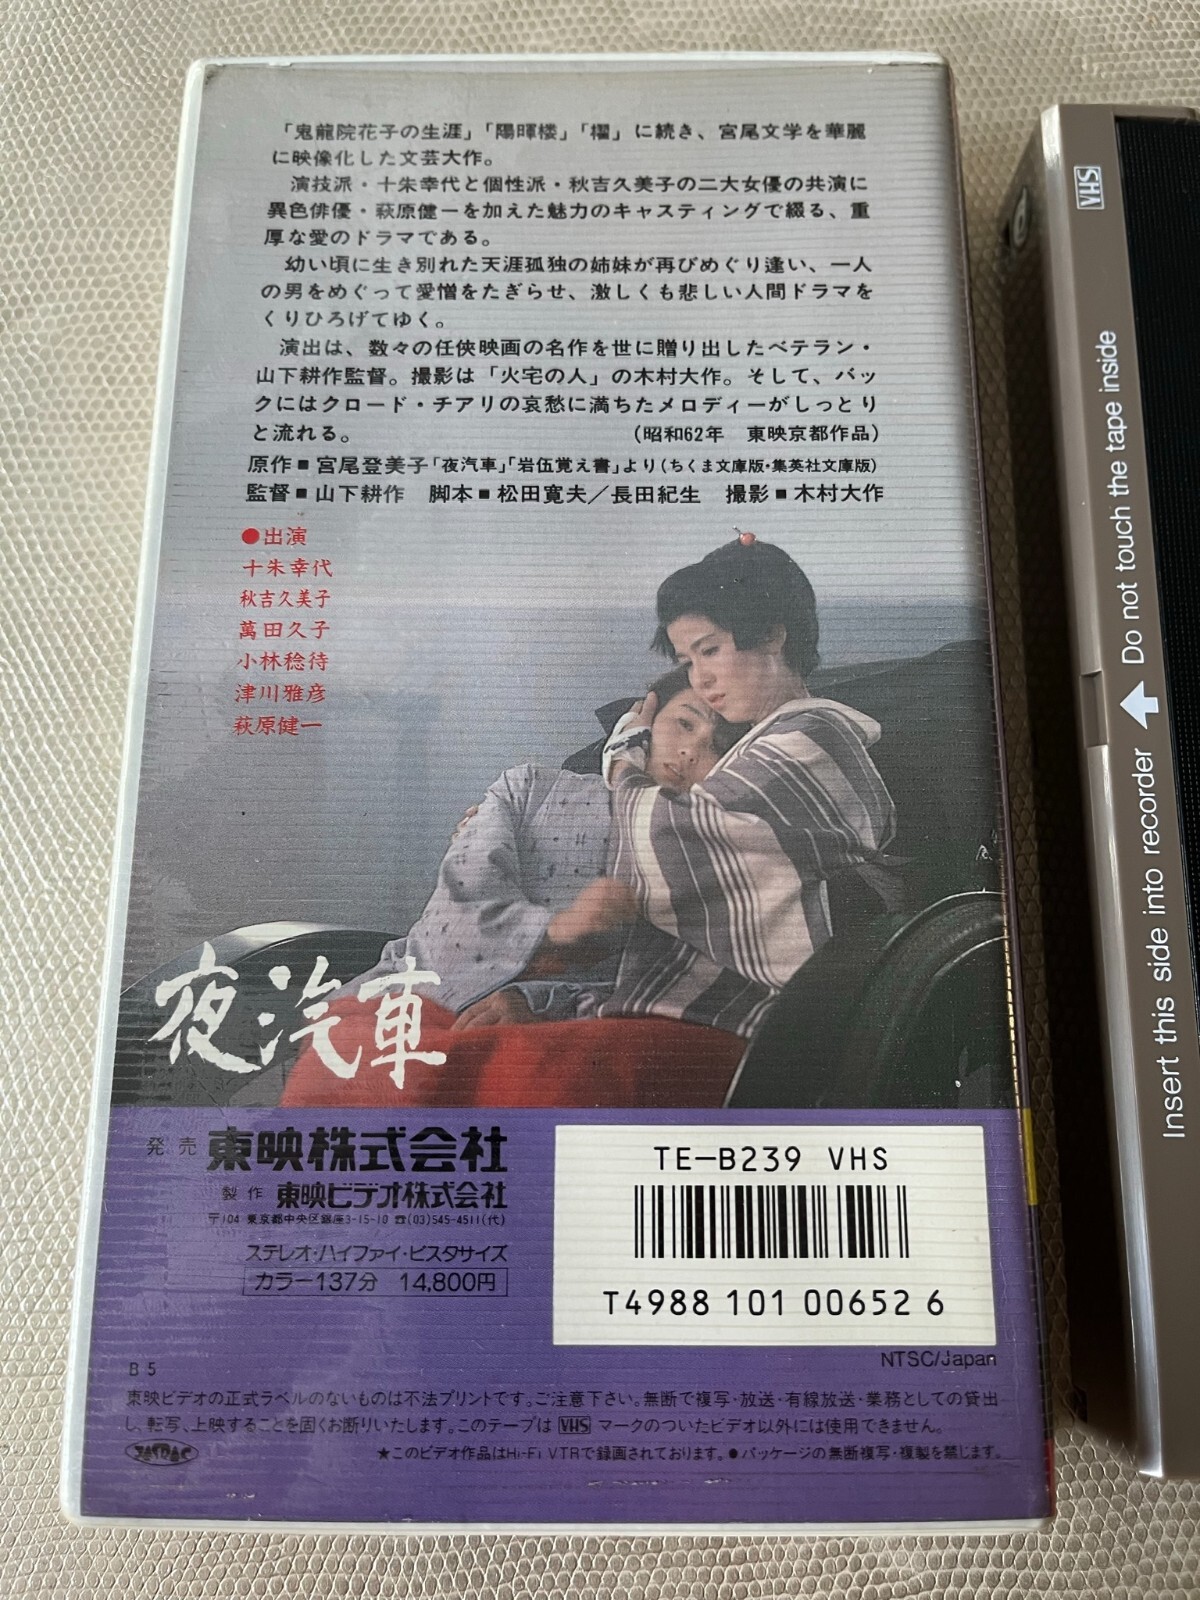 「鬼龍院花子の生涯」「陽暉楼」「櫂」に続き、宮尾文学を華麗
に映像化した文芸大作。
演技派・十朱幸代と個性派・秋吉久美子の二大女優の共演に
異色俳優・萩原健一を加えた魅力のキャスティングで綴る、重
厚な愛のドラマである。
幼い頃に生き別れた天涯孤独の姉妹が再びめぐり逢い、一人
の男をめぐって愛憎をたぎらせ、激しくも悲しい人間ドラマを
くりひろげてゆく。
演出は、数々の任俠映画の名作を世に贈り出したベテラン・
山下耕作監督。撮影は「火宅の人」の木村大作。そして、バッ
クにはクロード・チアリの哀愁に満ちたメロディーがしっとり
と流れる。 (昭和62年 東映京都作品)
原作■宮尾登美子「夜汽車」「岩伍覚え書」より(ちくま文庫版・集英社文庫版)
監督■山下耕作 脚本■松田寛夫/長田紀生 撮影■木村大作
●出演
十朱幸代
秋吉久美子
萬田久子
小林稔待
津川雅彦
萩原健一
夜汽車
発売 東映株式会社
製作 東映ビデオ株式会社
〒104 東京都中央区銀座3-15-10 ☎(03)545-4511(代)
ステレオ・ハイファイ・ビスタサイズ
カラー137分 14,800円
TE-B239 VHS
T4988 101 00652 6
NTSC/Japan
B5
東映ビデオの正式ラベルのないものは不法プリントです。ご注意下さい。無断で複写・放送・有線放送・業務としての貸出
し、転写、上映することを固くお断りいたします。このテープは VHS マークのついたビデオ以外には使用できません。
★このビデオ作品はHi-Fi VTRで録画されております。●パッケージの無断複写・複製を禁じます。
VHS
Insert this side into recorder Do not touch the tape inside